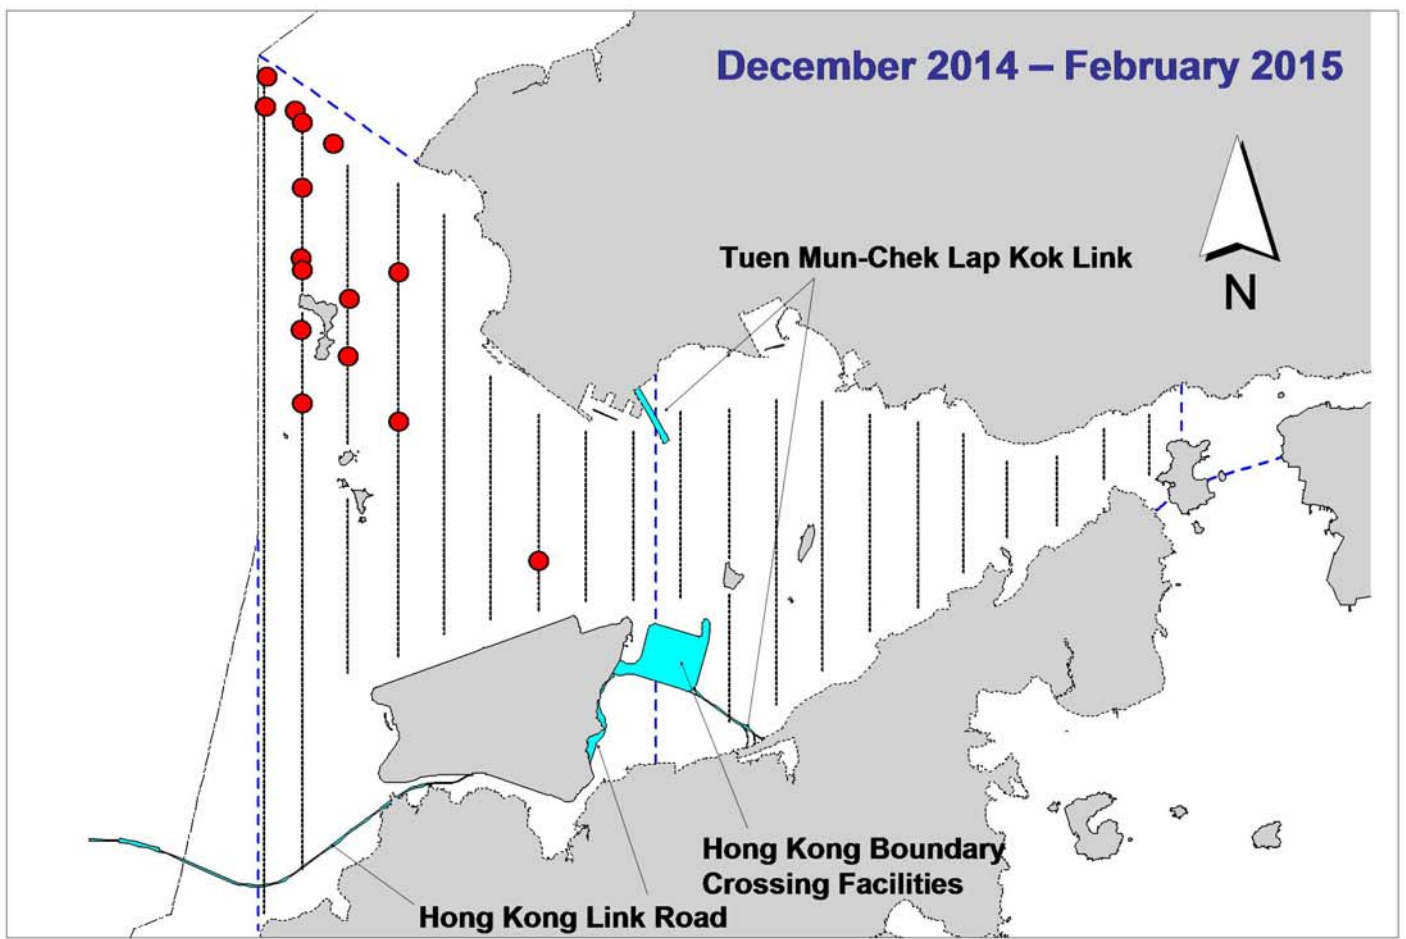 December 2014 – February 2015
Tuen Mun-Chek Lap Kok Link
N
Hong Kong Boundary
Crossing Facilities
Hong Kong Link Road